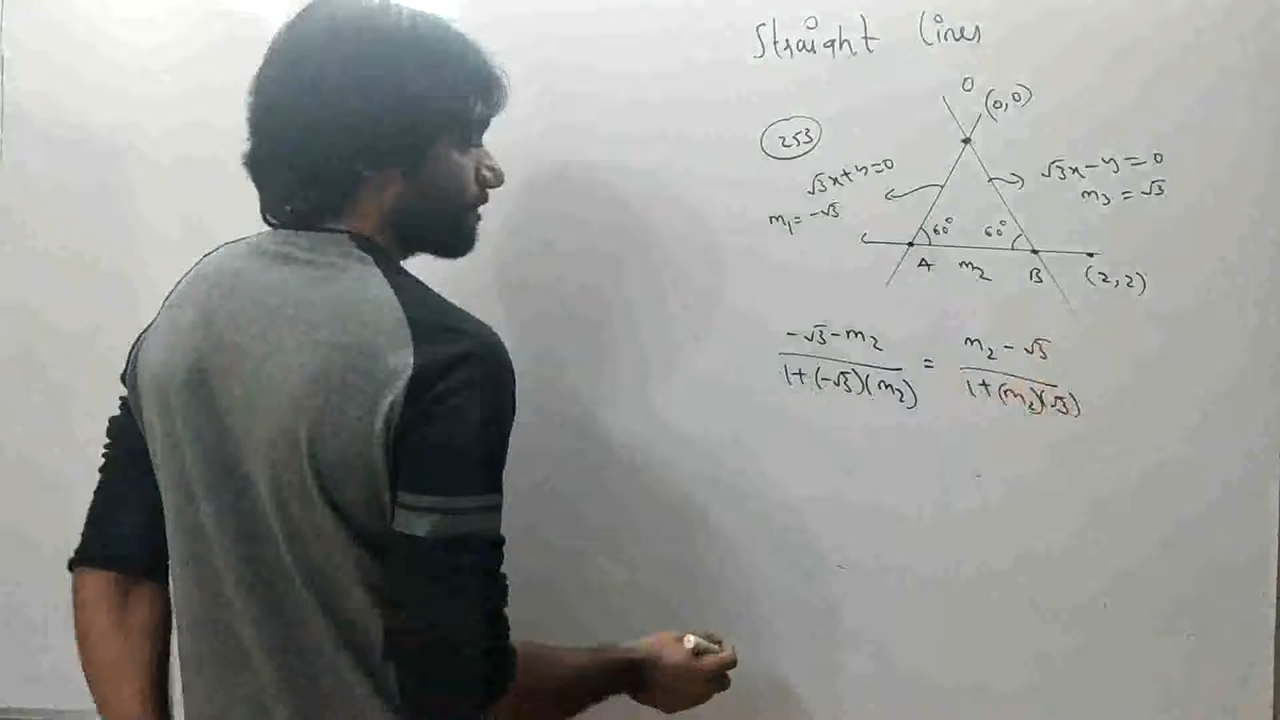 Straight Lines
O
(0,0)
253
√3x+y=0
m₁=-√3
√3x-y=0
m₃=√3
60°
60°
A
m₂
B
(2,2)
-√3-m₂/1+(-√3)(m₂) = m₂-√3/1+(m₂)(√3)